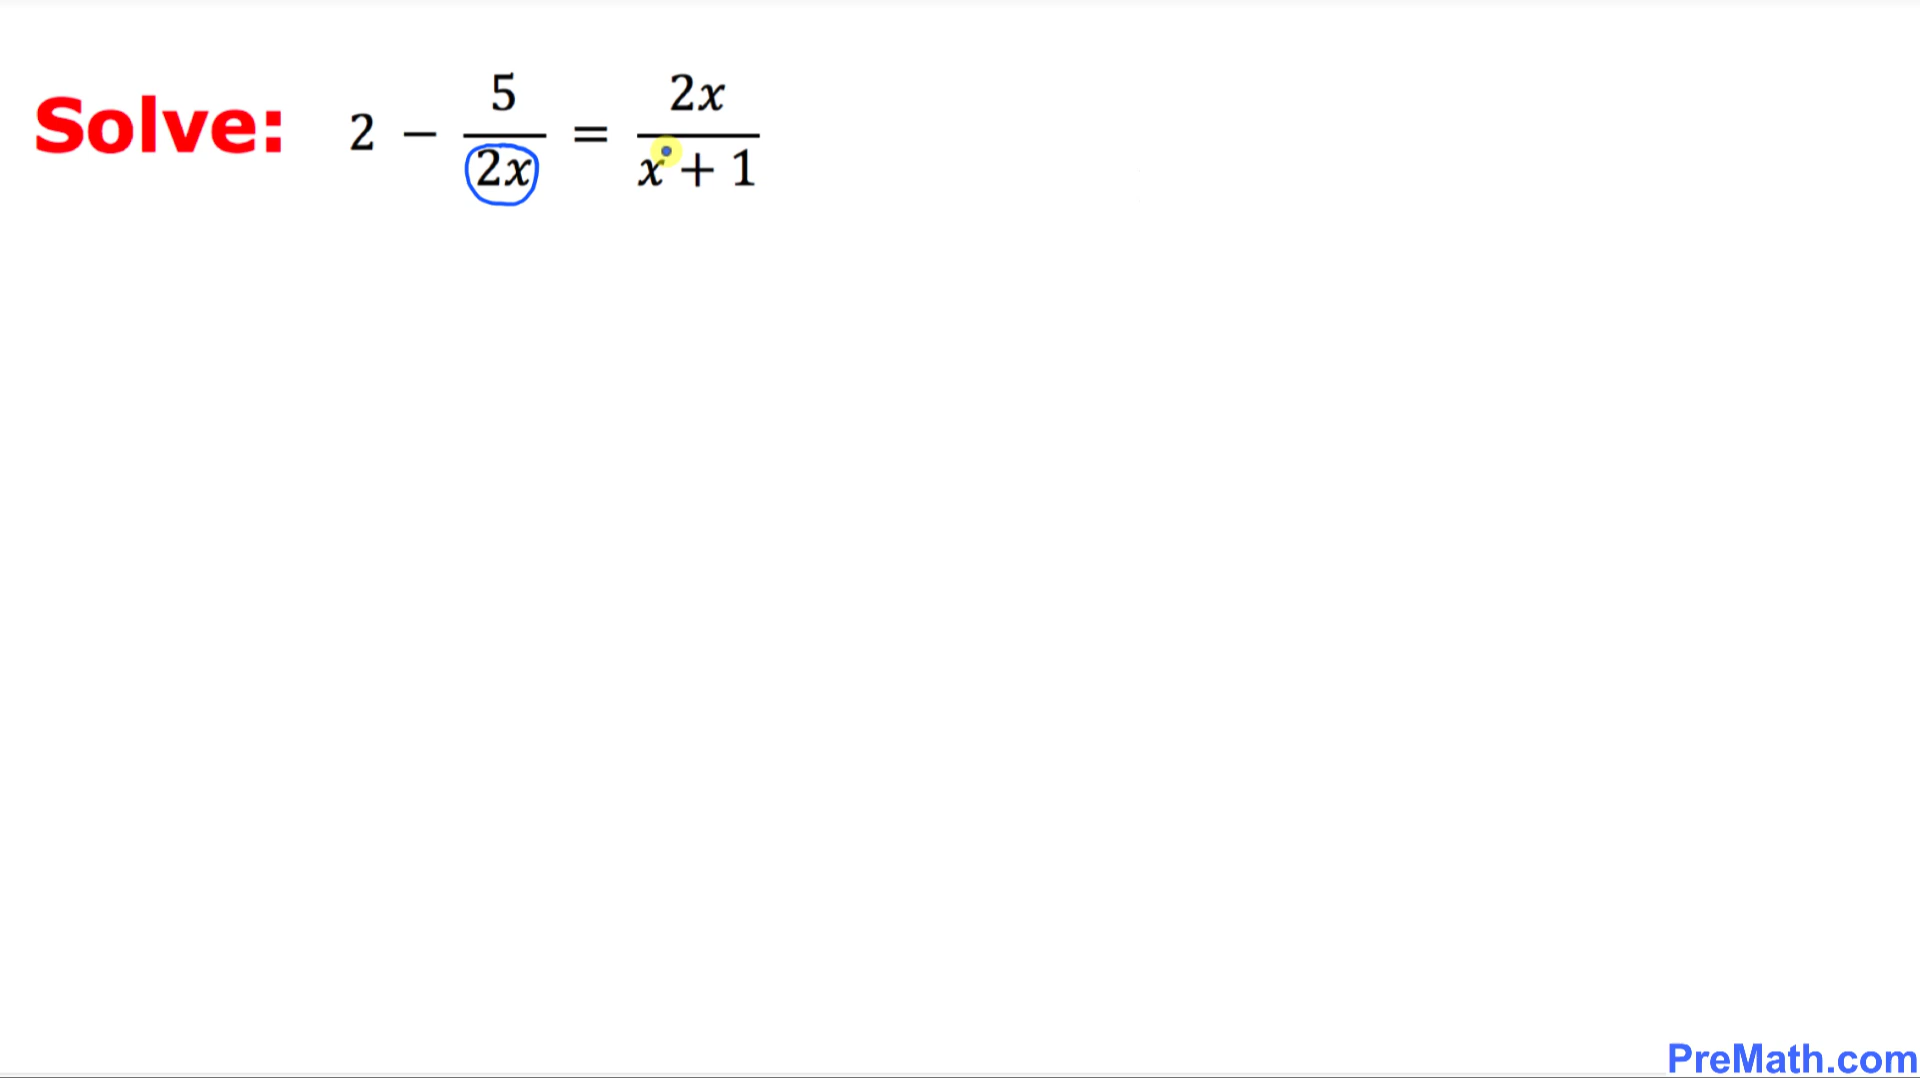 Solve: 2 − 5/2x = 2x/x + 1
PreMath.com